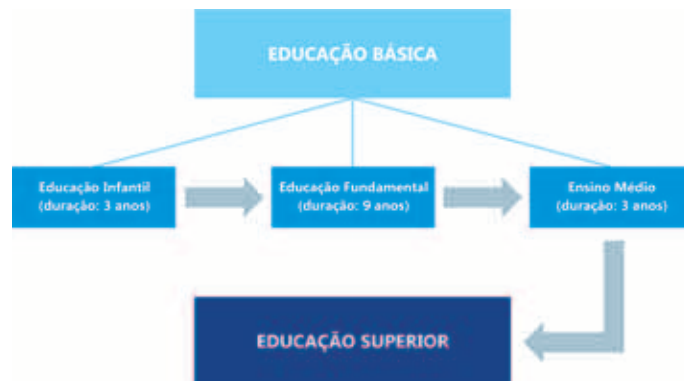 EDUCAÇÃO BÁSICA
Educação Infantil
(duração: 3 anos)
Educação Fundamental
(duração: 9 anos)
Ensino Médio
(duração: 3 anos)
EDUCAÇÃO SUPERIOR